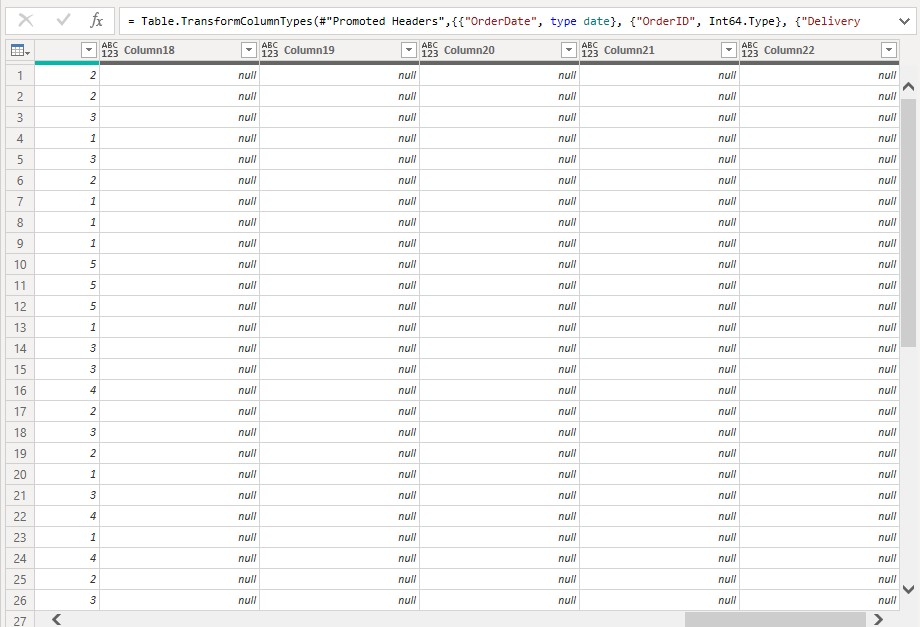 fx = Table.TransformColumnTypes(#"Promoted Headers",{{"OrderDate", type date}, {"OrderID", Int64.Type}, {"Delivery
ABC 123 Column18 ABC 123 Column19 ABC 123 Column20 ABC 123 Column21 ABC 123 Column22
1 2 null null null null null
2 2 null null null null null
3 3 null null null null null
4 1 null null null null null
5 3 null null null null null
6 2 null null null null null
7 1 null null null null null
8 1 null null null null null
9 1 null null null null null
10 5 null null null null null
11 5 null null null null null
12 5 null null null null null
13 1 null null null null null
14 3 null null null null null
15 3 null null null null null
16 4 null null null null null
17 2 null null null null null
18 3 null null null null null
19 2 null null null null null
20 1 null null null null null
21 3 null null null null null
22 4 null null null null null
23 1 null null null null null
24 4 null null null null null
25 2 null null null null null
26 3 null null null null null
27